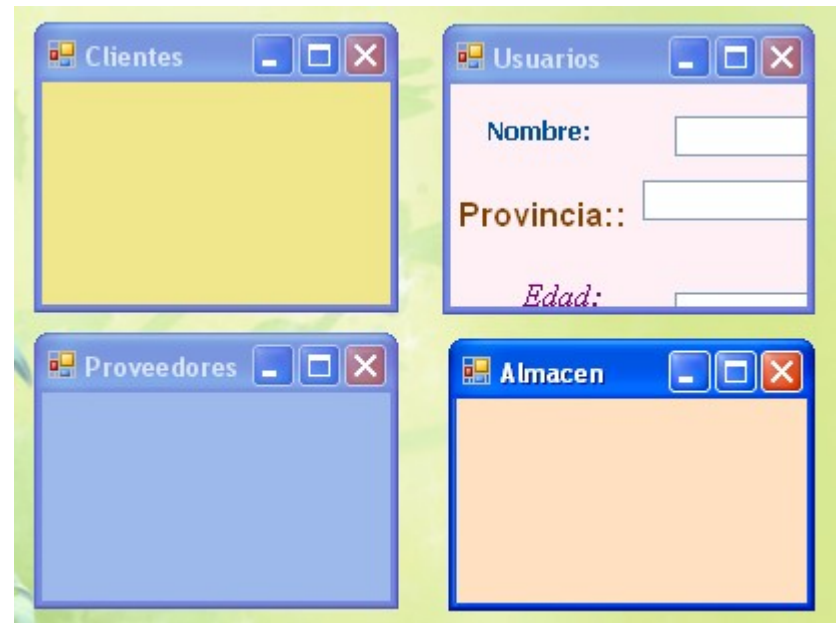 Clientes
Usuarios
Nombre:
Provincia::
Edad:
Proveedores
Almacen